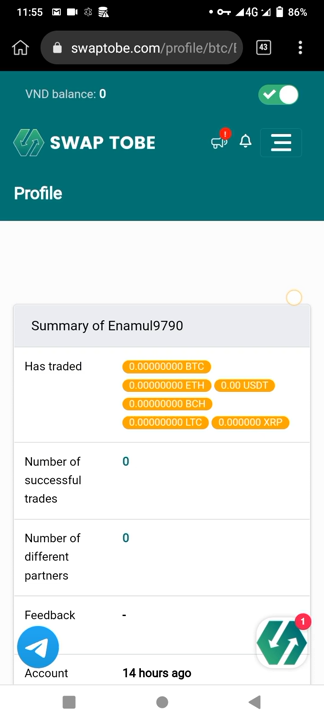 11:55
4G
86%
swaptobe.com/profile/btc/
43
VND balance: 0
SWAP TOBE
!
Profile
Summary of Enamul9790
Has traded
0.00000000 BTC
0.00000000 ETH 0.00 USDT
0.00000000 BCH
0.00000000 LTC 0.000000 XRP
Number of successful trades
0
Number of different partners
0
Feedback
-
1
Account
14 hours ago